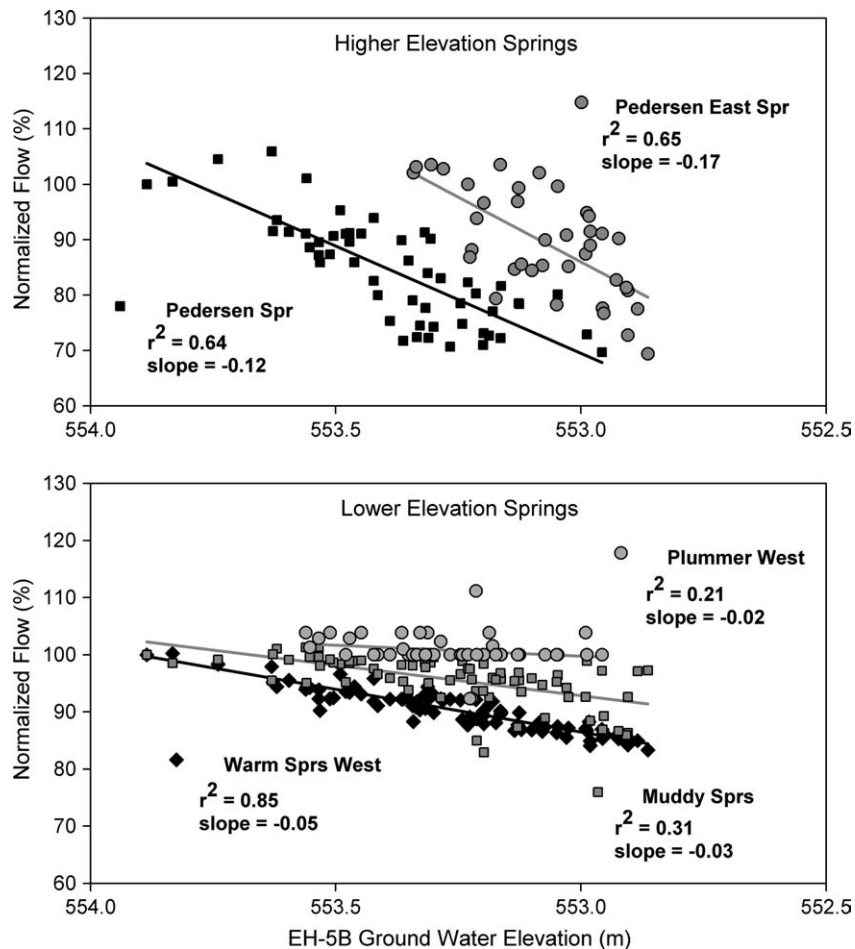 130
Higher Elevation Springs
120
Pedersen East Spr
r² = 0.65
slope = -0.17
110
100
90
80
70
60
Normalized Flow (%)
Pedersen Spr
r² = 0.64
slope = -0.12
554.0
553.5
553.0
552.5
130
Lower Elevation Springs
120
Plummer West
r² = 0.21
slope = -0.02
110
100
90
80
70
60
Normalized Flow (%)
Warm Sprs West
r² = 0.85
slope = -0.05
Muddy Sprs
r² = 0.31
slope = -0.03
554.0
553.5
553.0
552.5
EH-5B Ground Water Elevation (m)